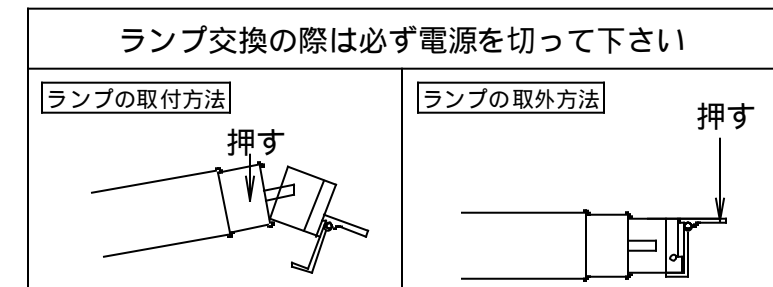 ランプ交換の際は必ず電源を切って下さい
ランプの取付方法
押す
ランプの取外方法
押す